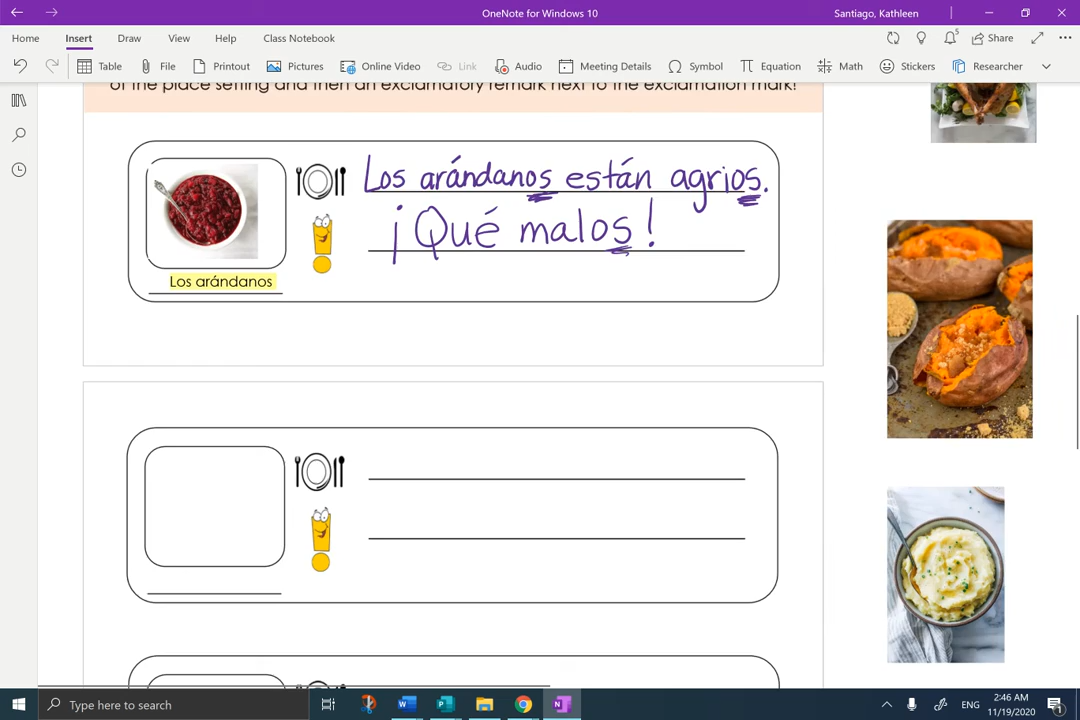 OneNote for Windows 10
Santiago, Kathleen
Home Insert Draw View Help Class Notebook
5
Share
Table File Printout Pictures Online Video Link Audio Meeting Details Symbol Equation Math Stickers Researcher
of the place setting and then an exclamatory remark next to the exclamation mark!
Los arándanos están agrios.
¡Qué malos!
Los arándanos
Type here to search
ENG
2:46 AM
11/19/2020
1